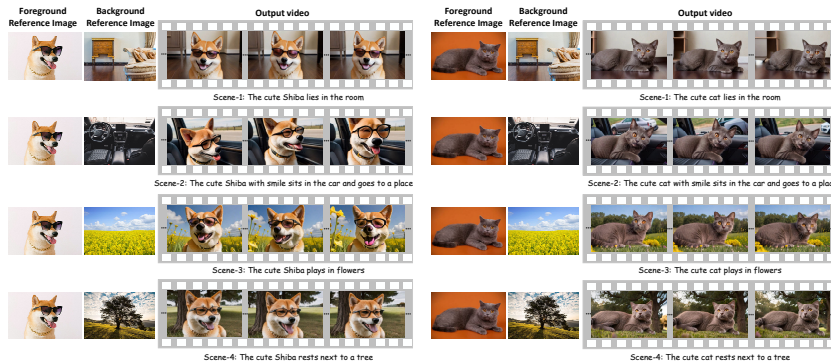 Foreground
Reference Image
Background
Reference Image
Output video
Scene-1: The cute Shiba lies in the room
Scene-2: The cute Shiba with smile sits in the car and goes to a place
Scene-3: The cute Shiba plays in flowers
Scene-4: The cute Shiba rests next to a tree
Foreground
Reference Image
Background
Reference Image
Output video
Scene-1: The cute cat lies in the room
Scene-2: The cute cat with smile sits in the car and goes to a plac
Scene-3: The cute cat plays in flowers
Scene-4: The cute cat rests next to a tree